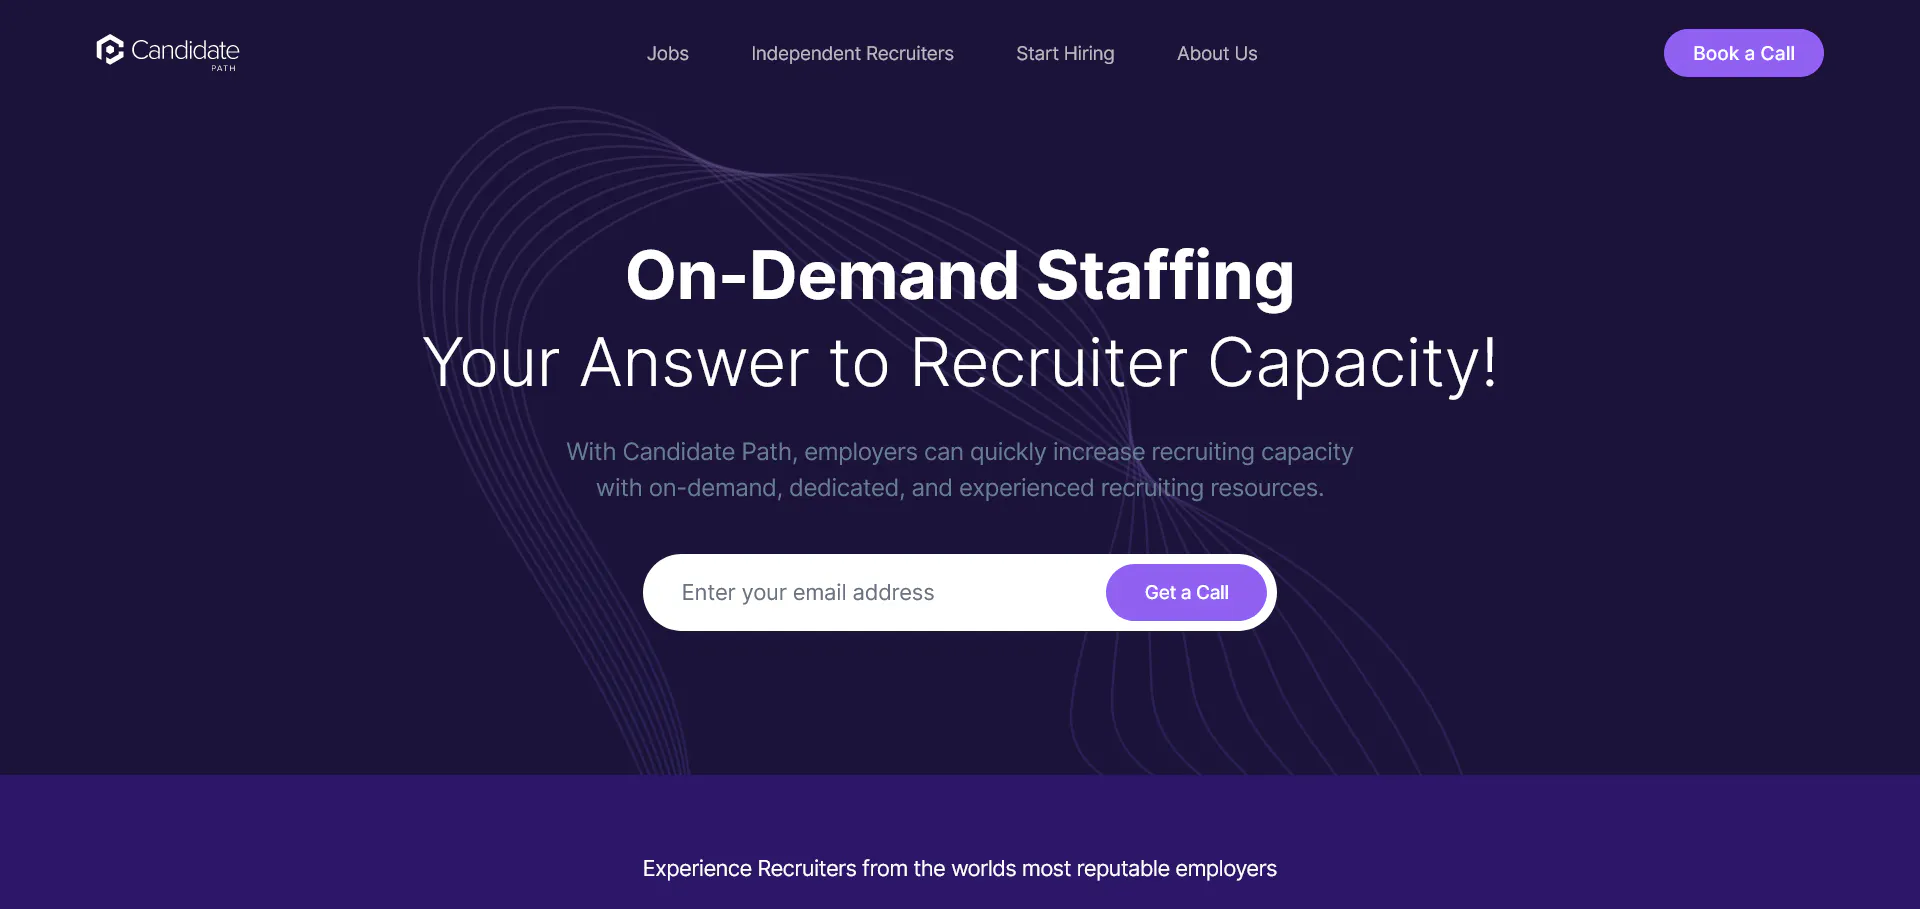 Candidate
PATH
Jobs
Independent Recruiters
Start Hiring
About Us
Book a Call
On-Demand Staffing
Your Answer to Recruiter Capacity!
With Candidate Path, employers can quickly increase recruiting capacity
with on-demand, dedicated, and experienced recruiting resources.
Enter your email address
Get a Call
Experience Recruiters from the worlds most reputable employers